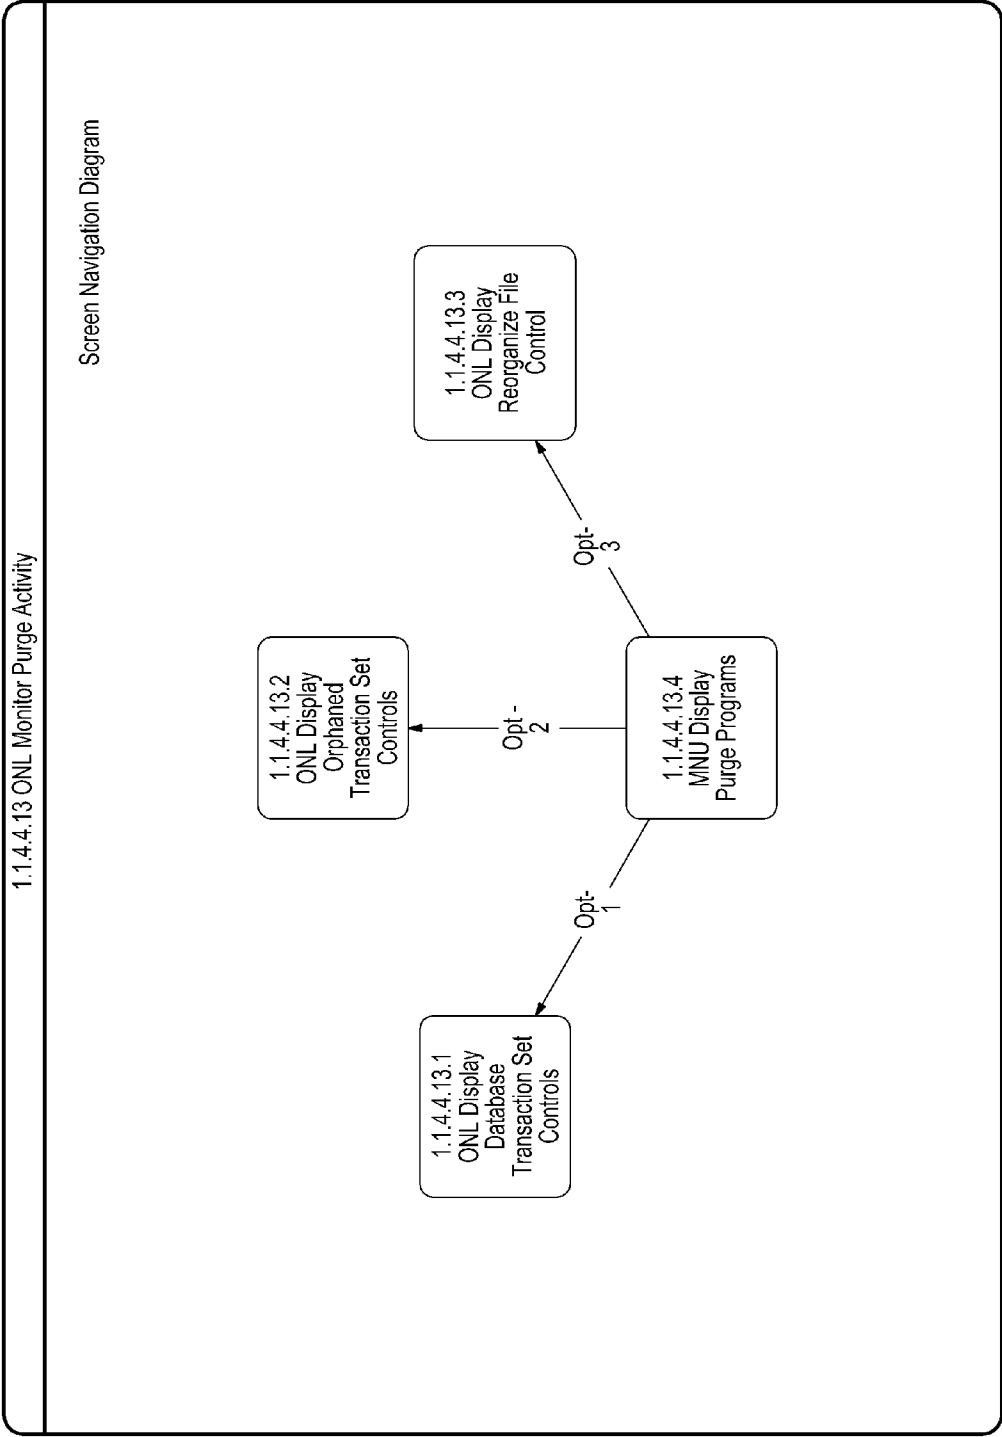 1.1.4.4.13 ONL Monitor Purge Activity
Screen Navigation Diagram
1.1.4.4.13.2
ONL Display
Orphaned
Transaction Set
Controls
1.1.4.4.13.1
ONL Display
Database
Transaction Set
Controls
1.1.4.4.13.3
ONL Display
Reorganize File
Control
Opt-
1
Opt -
2
Opt-
3
1.1.4.4.13.4
MNU Display
Purge Programs